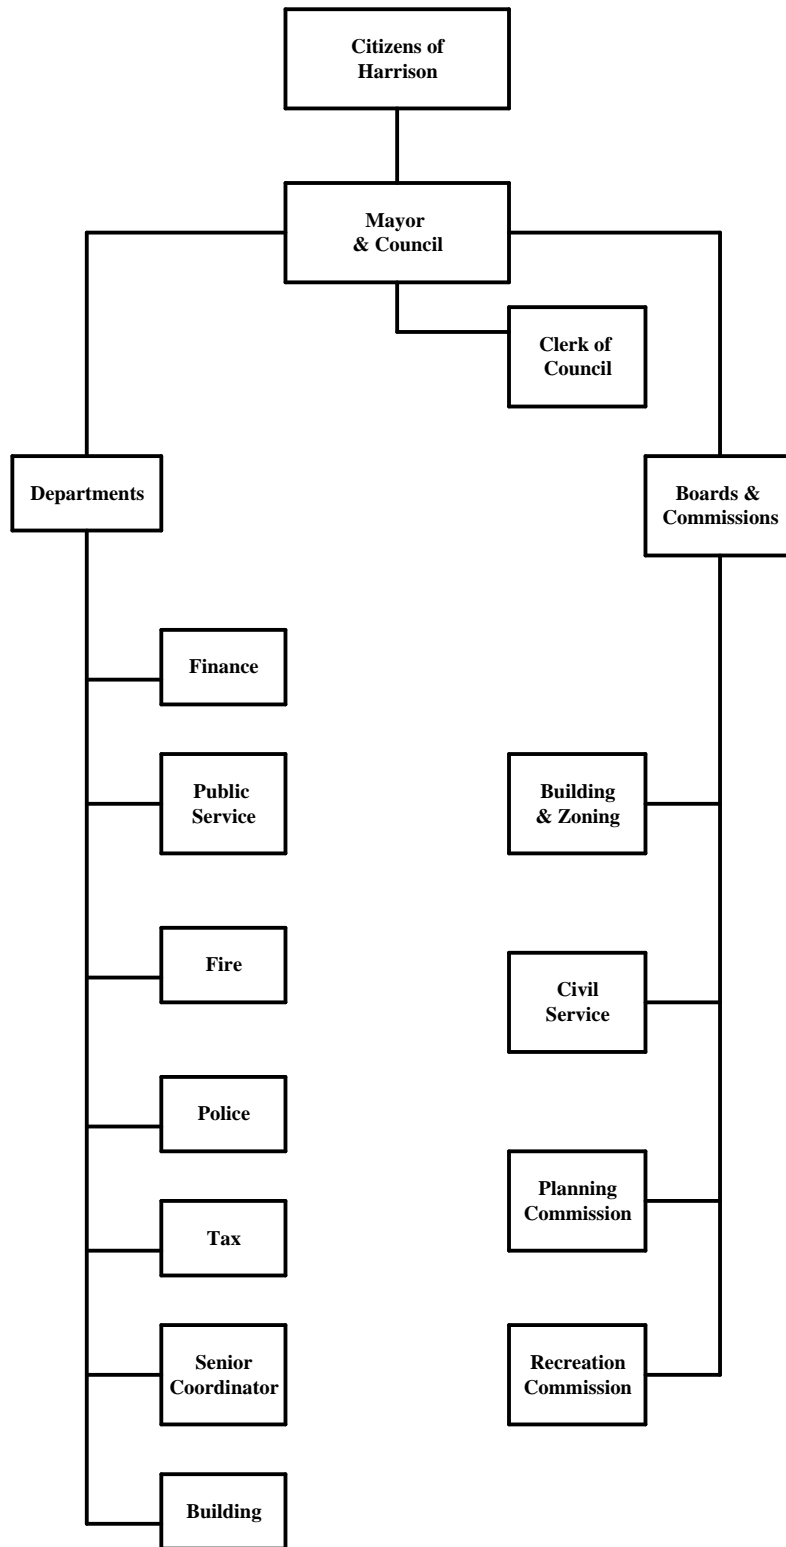 Citizens of
Harrison
Mayor
& Council
Clerk of
Council
Departments
Boards &
Commissions
Finance
Public
Service
Building
& Zoning
Fire
Civil
Service
Police
Planning
Commission
Tax
Senior
Coordinator
Recreation
Commission
Building